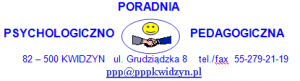 PORADNIA
PSYCHOLOGICZNO PEDAGOGICZNA
82 – 500 KWIDZYN ul. Grudziądzka 8 tel./fax 55-279-21-19
ppp@pppkwidzyn.pl